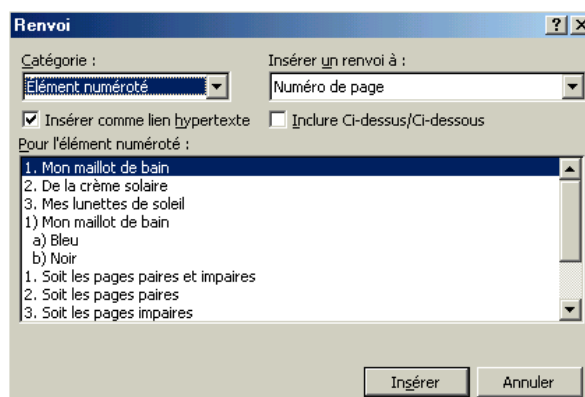 Renvoi
Catégorie :
Insérer un renvoi à :
Élément numéroté
Numéro de page
Insérer comme lien hypertexte
Inclure Ci-dessus/Ci-dessous
Pour l'élément numéroté :
1. Mon maillot de bain
2. De la crème solaire
3. Mes lunettes de soleil
1) Mon maillot de bain
a) Bleu
b) Noir
1. Soit les pages paires et impaires
2. Soit les pages paires
3. Soit les pages impaires
Insérer
Annuler